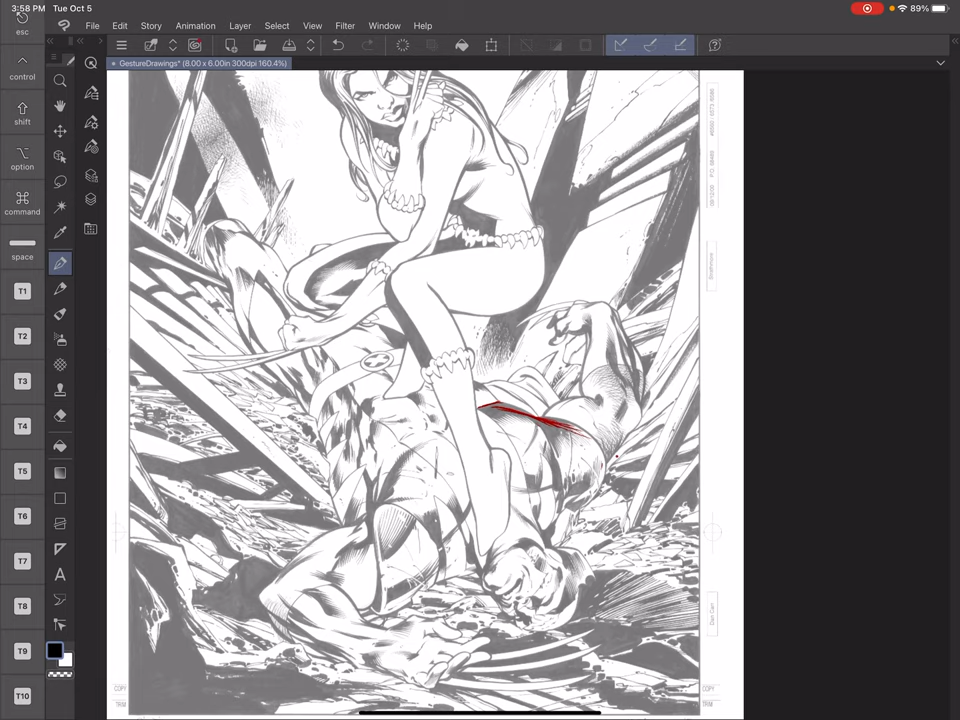 3:58 PM Tue Oct 5
89%
esc
File Edit Story Animation Layer Select View Filter Window Help
GestureDrawings* (8.00 x 6.00in 300dpi 160.4%)
control
shift
option
command
space
T1
T2
T3
T4
T5
T6
T7
T8
T9
T10
A
Strathmore
COPY
TRIM
COPY
TRIM